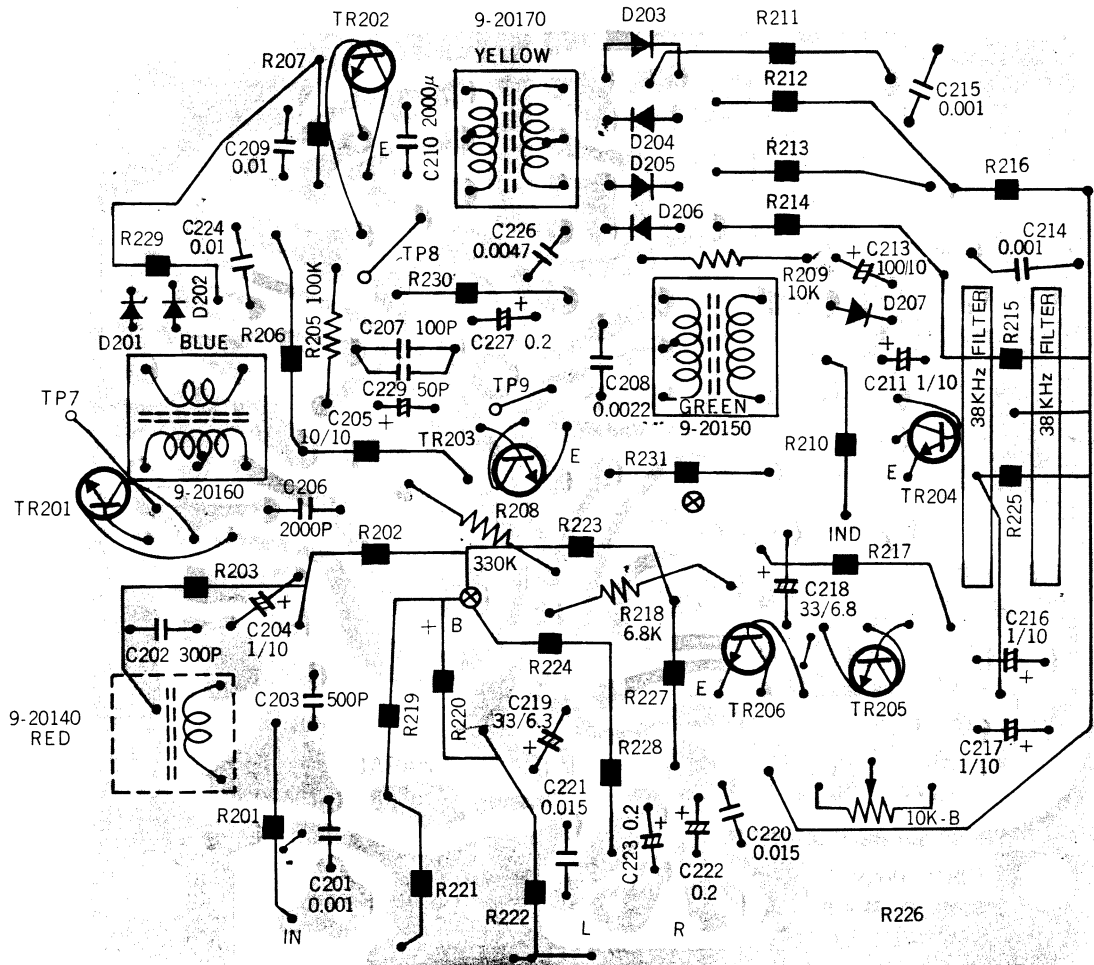 TR202
9-20170
YELLOW
D203
R211
R207
R212
C215
0.001
C209
0.01
E
C210 2000µ
D204
D205
R213
R216
D206
R214
C224
0.01
R229
TP8
C226
0.0047
C213
100/10
C214
0.001
D202
R205 100K
R230
R209
10K
D207
D201
R206
BLUE
C207 100P
C227 0.2
38KHz FILTER
R215
38KHz FILTER
C229 50P
C208
0.0022
C211 1/10
TP7
TP9
GREEN
9-20150
C205
10/10
TR203
E
R231
R210
E
TR204
9-20160
C206
2000P
TR201
R208
330K
R225
IND
R202
R223
R217
R203
C204
1/10
R218
6.8K
C218
33/6.8
C216
1/10
C202 300P
B
R224
E
9-20140
RED
C203
500P
R219
R220
C219
33/6.3
R227
TR206
TR205
R228
C217
1/10
R201
C221
0.015
10K-B
C201
0.001
C223 0.2
C222
0.2
C220
0.015
R221
R222
R226
IN
L
R